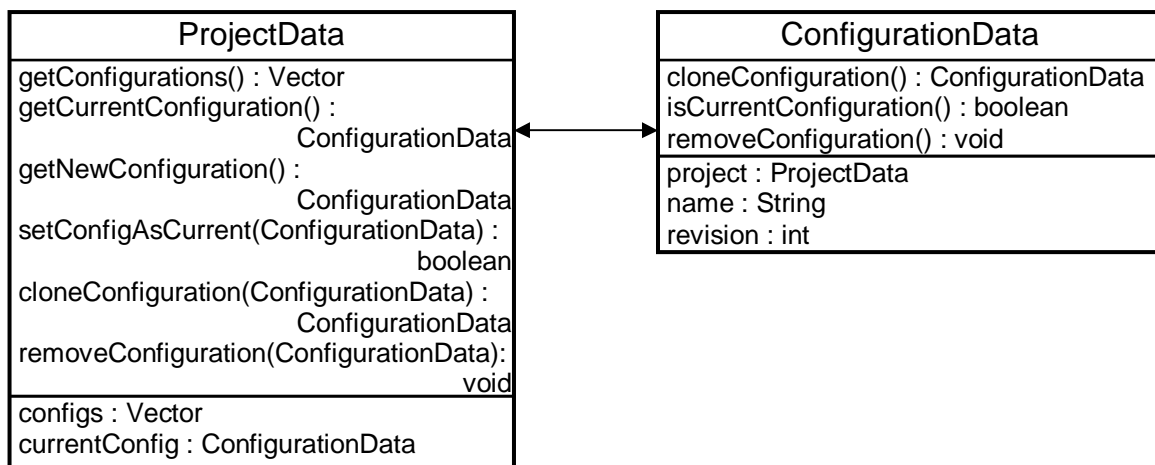 ProjectData
getConfigurations() : Vector
getCurrentConfiguration() :
ConfigurationData
getNewConfiguration() :
ConfigurationData
setConfigAsCurrent(ConfigurationData) :
boolean
cloneConfiguration(ConfigurationData) :
ConfigurationData
removeConfiguration(ConfigurationData):
void
configs : Vector
currentConfig : ConfigurationData
ConfigurationData
cloneConfiguration() : ConfigurationData
isCurrentConfiguration() : boolean
removeConfiguration() : void
project : ProjectData
name : String
revision : int